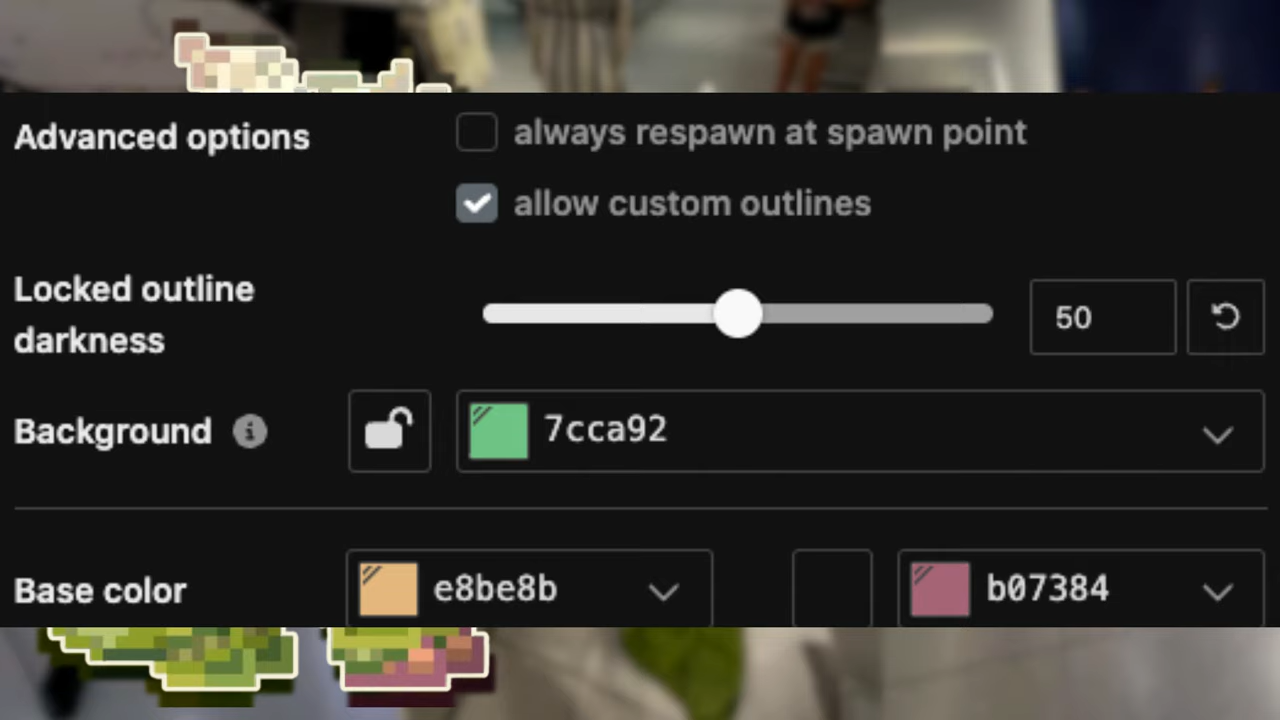 Advanced options
always respawn at spawn point
allow custom outlines
Locked outline
darkness
50
Background
7cca92
Base color
e8be8b
b07384